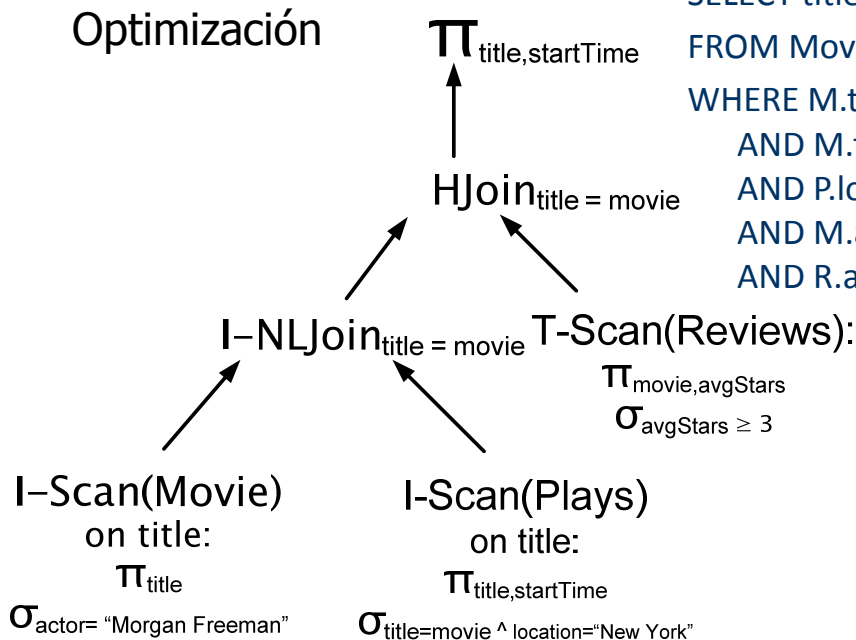 Optimización
π title,startTime
SELECT title
FROM Mov
WHERE M.t
AND M.
AND P.lo
AND M.a
AND R.a
HJoin title = movie
I-NLJoin title = movie
T-Scan(Reviews):
π movie,avgStars
σ avgStars ≥ 3
I-Scan(Movie)
on title:
π title
σ actor= "Morgan Freeman"
I-Scan(Plays)
on title:
π title,startTime
σ title=movie ^ location="New York"